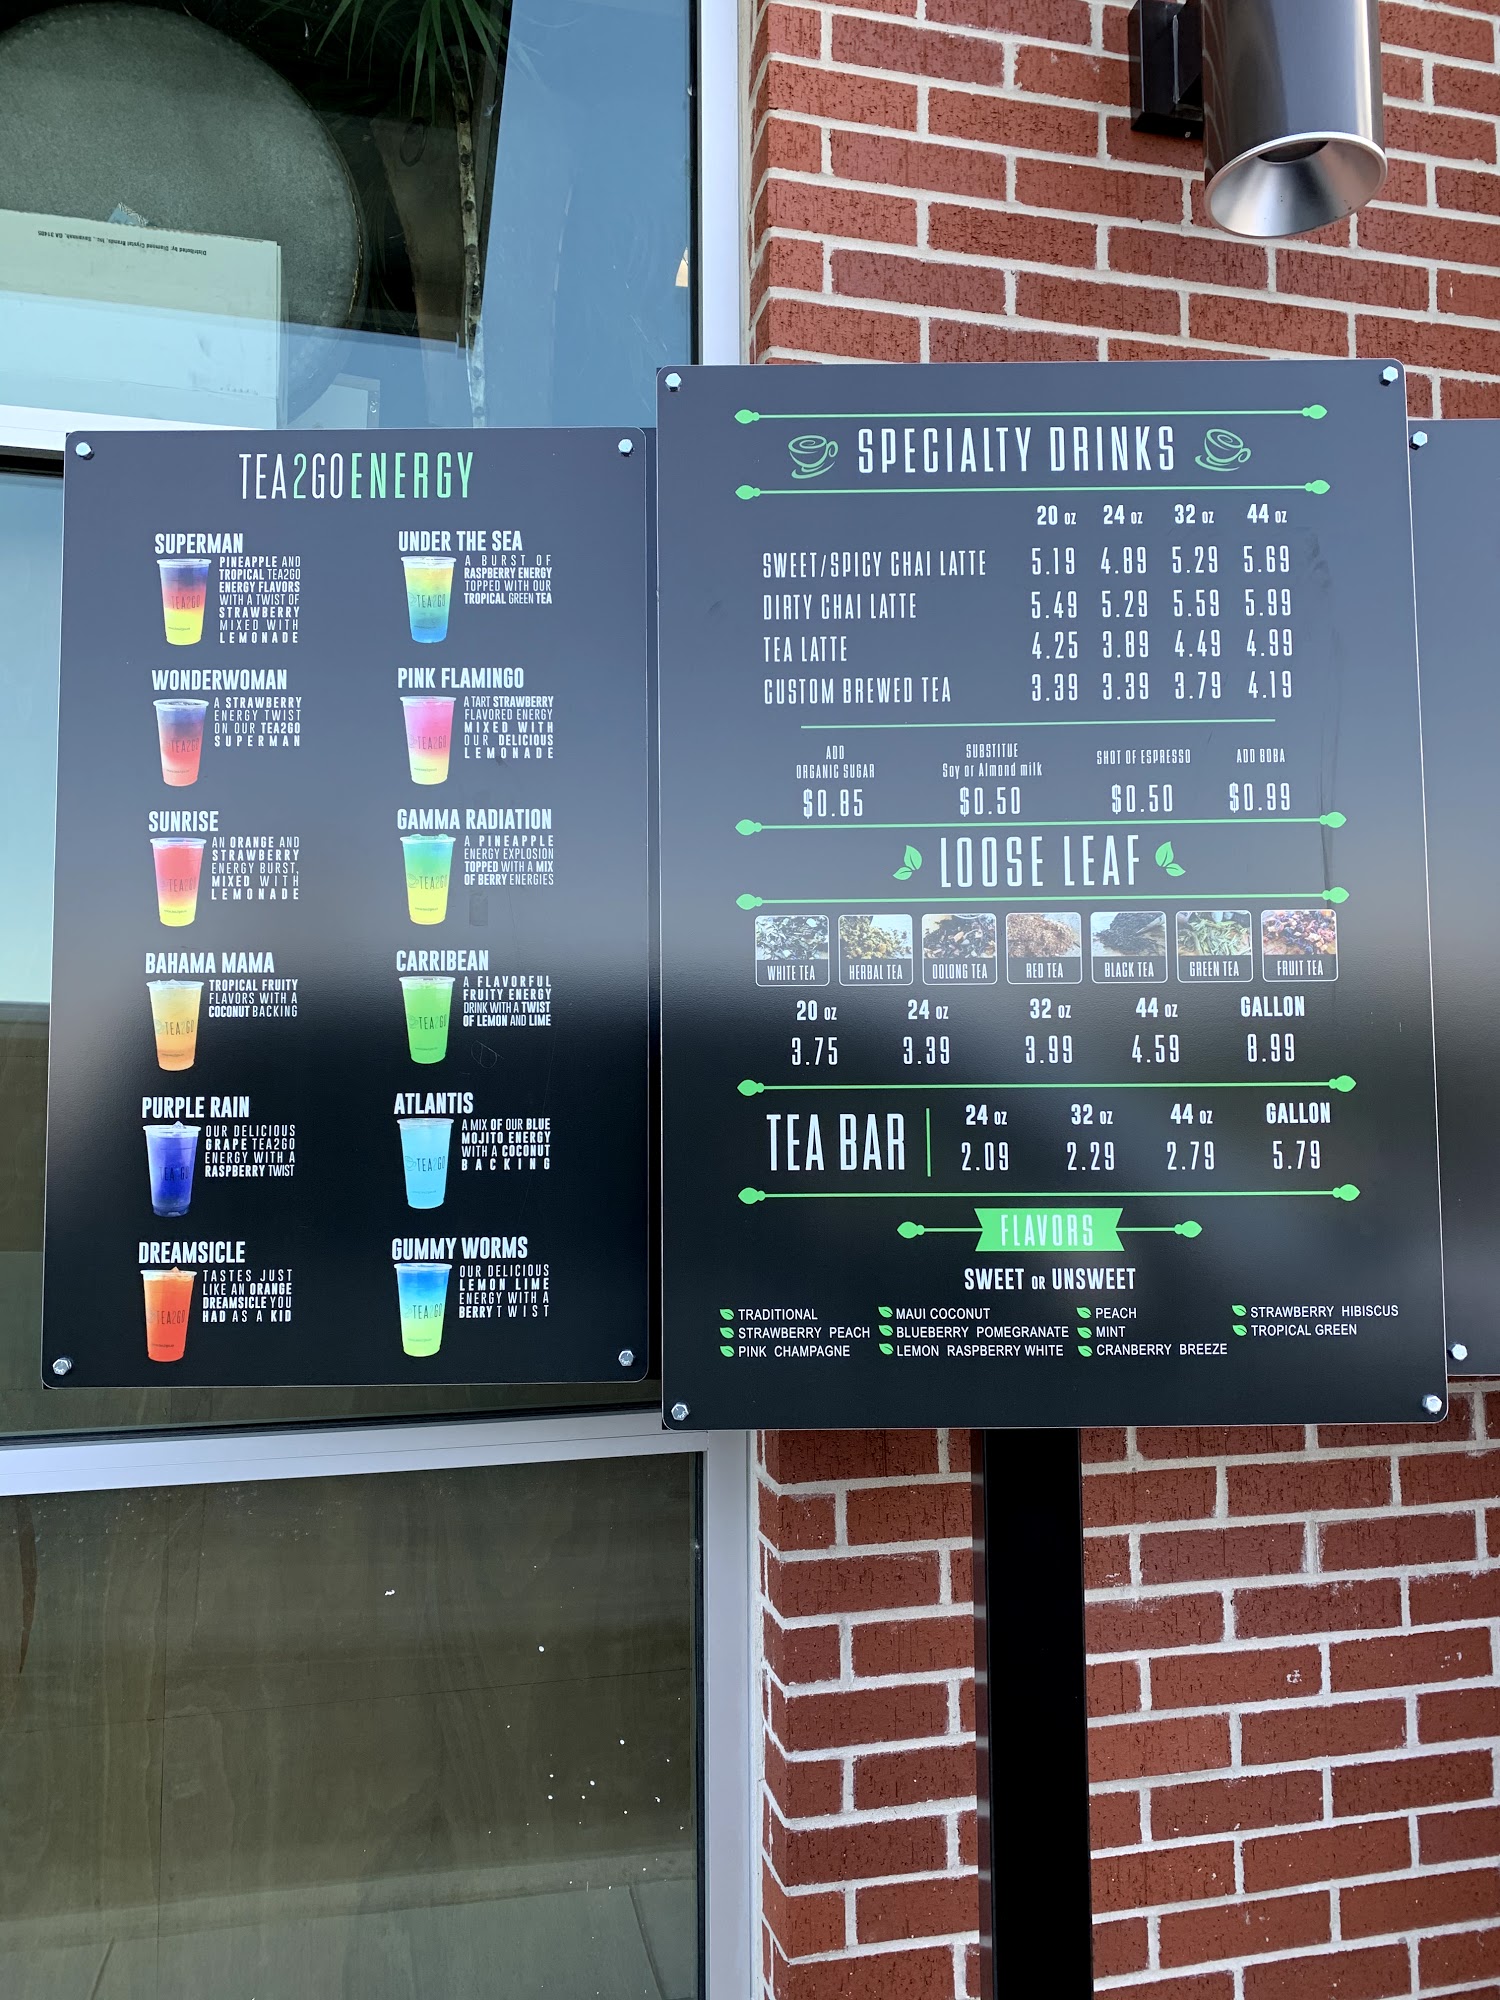 Distributed by: Diamond Crystal Brands, Inc., Savannah, GA 31405
TEA2GOENERGY
SUPERMAN
PINEAPPLE AND
TROPICAL TEA2GO
ENERGY FLAVORS
WITH A TWIST OF
STRAWBERRY
MIXED WITH
LEMONADE
UNDER THE SEA
A BURST OF
RASPBERRY ENERGY
TOPPED WITH OUR
TROPICAL GREEN TEA
WONDERWOMAN
A STRAWBERRY
ENERGY TWIST
ON OUR TEA2GO
SUPERMAN
PINK FLAMINGO
A TART STRAWBERRY
FLAVORED ENERGY
MIXED WITH
OUR DELICIOUS
LEMONADE
SUNRISE
AN ORANGE AND
STRAWBERRY
ENERGY BURST,
MIXED WITH
LEMONADE
GAMMA RADIATION
A PINEAPPLE
ENERGY EXPLOSION
TOPPED WITH A MIX
OF BERRY ENERGIES
BAHAMA MAMA
TROPICAL FRUITY
FLAVORS WITH A
COCONUT BACKING
CARRIBEAN
A FLAVORFUL
FRUITY ENERGY
DRINK WITH A TWIST
OF LEMON AND LIME
PURPLE RAIN
OUR DELICIOUS
GRAPE TEA2GO
ENERGY WITH A
RASPBERRY TWIST
ATLANTIS
A MIX OF OUR BLUE
MOJITO ENERGY
WITH A COCONUT
BACKING
DREAMSICLE
TASTES JUST
LIKE AN ORANGE
DREAMSICLE YOU
HAD AS A KID
GUMMY WORMS
OUR DELICIOUS
LEMON LIME
ENERGY WITH A
BERRY TWIST
SPECIALTY DRINKS
20 OZ 24 OZ 32 OZ 44 OZ
SWEET/SPICY CHAI LATTE 5.19 4.89 5.29 5.69
DIRTY CHAI LATTE 5.49 5.29 5.59 5.99
TEA LATTE 4.25 3.89 4.49 4.99
CUSTOM BREWED TEA 3.39 3.39 3.79 4.19
ADD
ORGANIC SUGAR
$0.85
SUBSTITUE
Soy or Almond milk
$0.50
SHOT OF ESPRESSO
$0.50
ADD BOBA
$0.99
LOOSE LEAF
WHITE TEA HERBAL TEA OOLONG TEA RED TEA BLACK TEA GREEN TEA FRUIT TEA
20 OZ 24 OZ 32 OZ 44 OZ GALLON
3.75 3.39 3.99 4.59 8.99
TEA BAR
24 OZ 32 OZ 44 OZ GALLON
2.09 2.29 2.79 5.79
FLAVORS
SWEET OR UNSWEET
TRADITIONAL
STRAWBERRY PEACH
PINK CHAMPAGNE
MAUI COCONUT
BLUEBERRY POMEGRANATE
LEMON RASPBERRY WHITE
PEACH
MINT
CRANBERRY BREEZE
STRAWBERRY HIBISCUS
TROPICAL GREEN